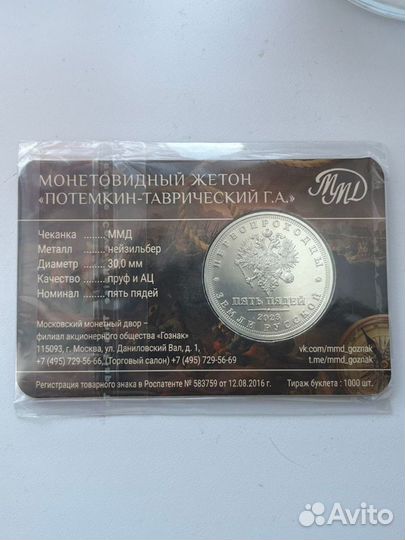 МОНЕТОВИДНЫЙ ЖЕТОН
«ПОТЕМКИН-ТАВРИЧЕСКИЙ Г.А.»
ММД
Чеканка ........ ММД
Металл ........ нейзильбер
Диаметр ....... 30,0 мм
Качество ...... пруф и АЦ
Номинал ...... пять пядей
ПЕРВОПРОХОДЦЫ
ПЯТЬ ПЯДЕЙ
2023
ЗЕМЛИ РУССКОЙ
Московский монетный двор –
филиал акционерного общества «Гознак»
115093, г. Москва, ул. Даниловский Вал, д. 1,
+7 (495) 729-56-66, (Торговый салон) +7 (495) 729-56-69
vk.com/mmd_goznak
t.me/mmd_goznak
Регистрация товарного знака в Роспатенте № 583759 от 12.08.2016 г.
Тираж буклета : 1000 шт.
Avito